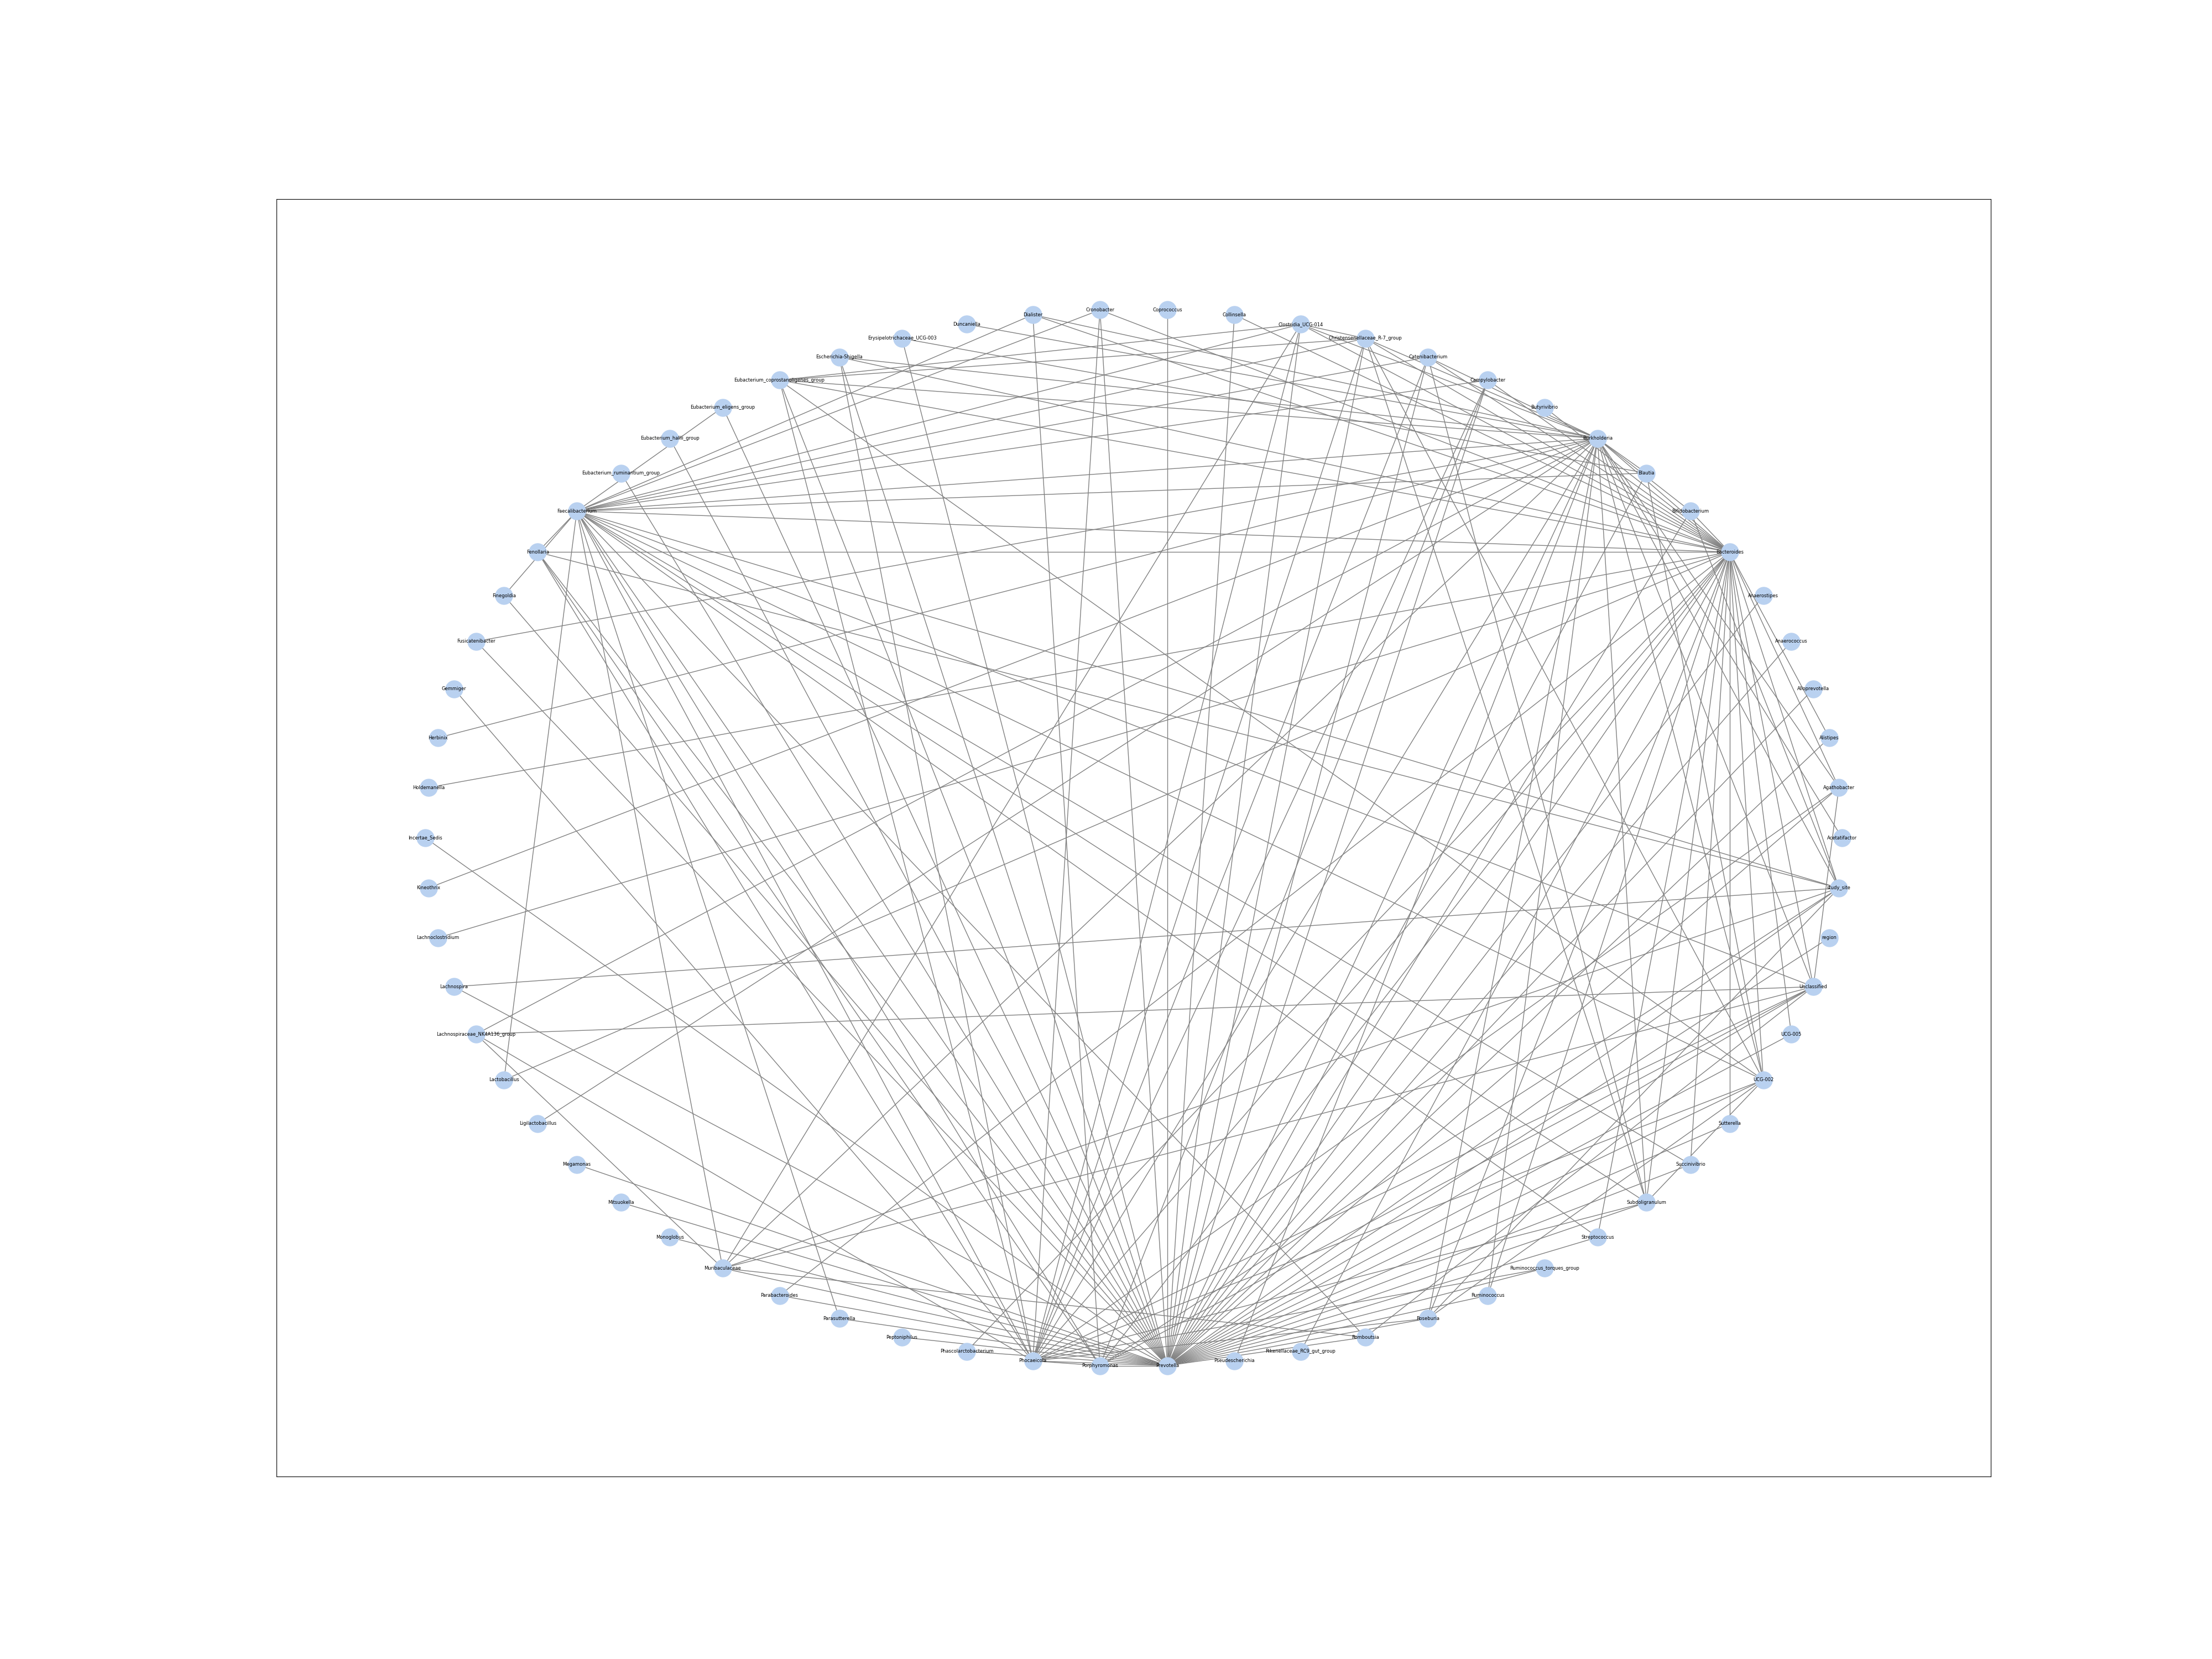 Cronobacter
Coprococcus
Dialister
Collinsella
Duncaniella
Clostridia_UCG-014
Erysipelotrichaceae_UCG-003
Christensenellaceae_R-7_group
Escherichia-Shigella
Catenibacterium
Eubacterium_coprostanoligenes_group
Campylobacter
Eubacterium_eligens_group
Butyrivibrio
Eubacterium_hallii_group
Burkholderia
Eubacterium_ruminantium_group
Blautia
Faecalibacterium
Bifidobacterium
Fenollaria
Bacteroides
Finegoldia
Anaerostipes
Fusicatenibacter
Anaerococcus
Gemmiger
Alloprevotella
Herbinix
Alistipes
Holdemanella
Agathobacter
Incertae_Sedis
Acetatifactor
Kineothrix
study_site
Lachnoclostridium
region
Lachnospira
Unclassified
Lachnospiraceae_NK4A136_group
UCG-005
Lactobacillus
UCG-002
Ligilactobacillus
Sutterella
Megamonas
Succinivibrio
Mitsuokella
Subdoligranulum
Monoglobus
Streptococcus
Muribaculaceae
Ruminococcus_torques_group
Parabacteroides
Ruminococcus
Parasutterella
Roseburia
Peptoniphilus
Romboutsia
Phascolarctobacterium
Rikenellaceae_RC9_gut_group
Phocaeicola
Pseudescherichia
Porphyromonas
Prevotella